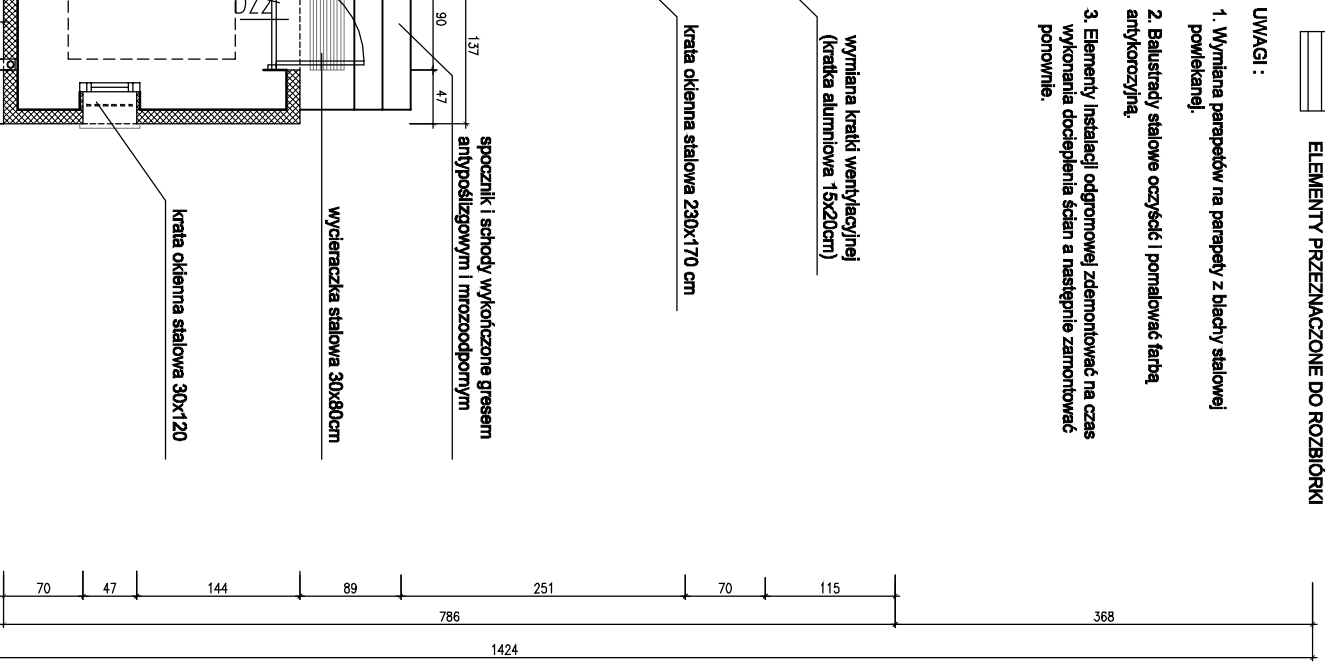 ELEMENTY PRZEZNACZONE DO ROZBIÓRKI
UWAGI :
1. Wymiana parapetów na parapety z blachy stalowej
powlekanej.
2. Balustrady stalowe oczyścić i pomalować farbą
antykorozyjną.
3. Elementy instalacji odgromowej zdemontować na czas
wykonania docieplenia ścian a następnie zamontować
ponownie.
wymiana kratki wentylacyjnej
(kratka alumniowa 15x20cm)
krata okienna stalowa 230x170 cm
spocznik i schody wykończone gresem
antypoślizgowym i mrozoodpornym
wycieraczka stalowa 30x80cm
krata okienna stalowa 30x120
137
90
47
70
47
144
89
251
70
115
786
368
1424